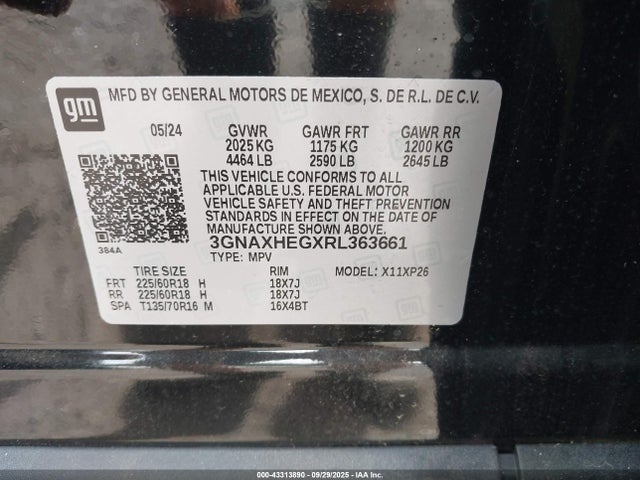 gm
MFD BY GENERAL MOTORS DE MEXICO, S. DE R.L. DE C.V.
05/24 GVWR GAWR FRT GAWR RR
2025 KG 1175 KG 1200 KG
4464 LB 2590 LB 2645 LB
THIS VEHICLE CONFORMS TO ALL
APPLICABLE U.S. FEDERAL MOTOR
VEHICLE SAFETY AND THEFT PREVENTION
STANDARDS IN EFFECT ON THE DATE OF
MANUFACTURE SHOWN ABOVE.
384A 3GNAXHEGXRL363661
TYPE: MPV
TIRE SIZE RIM MODEL: X11XP26
FRT 225/60R18 H 18X7J
RR 225/60R18 H 18X7J
SPA T135/70R16 M 16X4BT
000-43313890 - 09/29/2025 - IAA Inc.